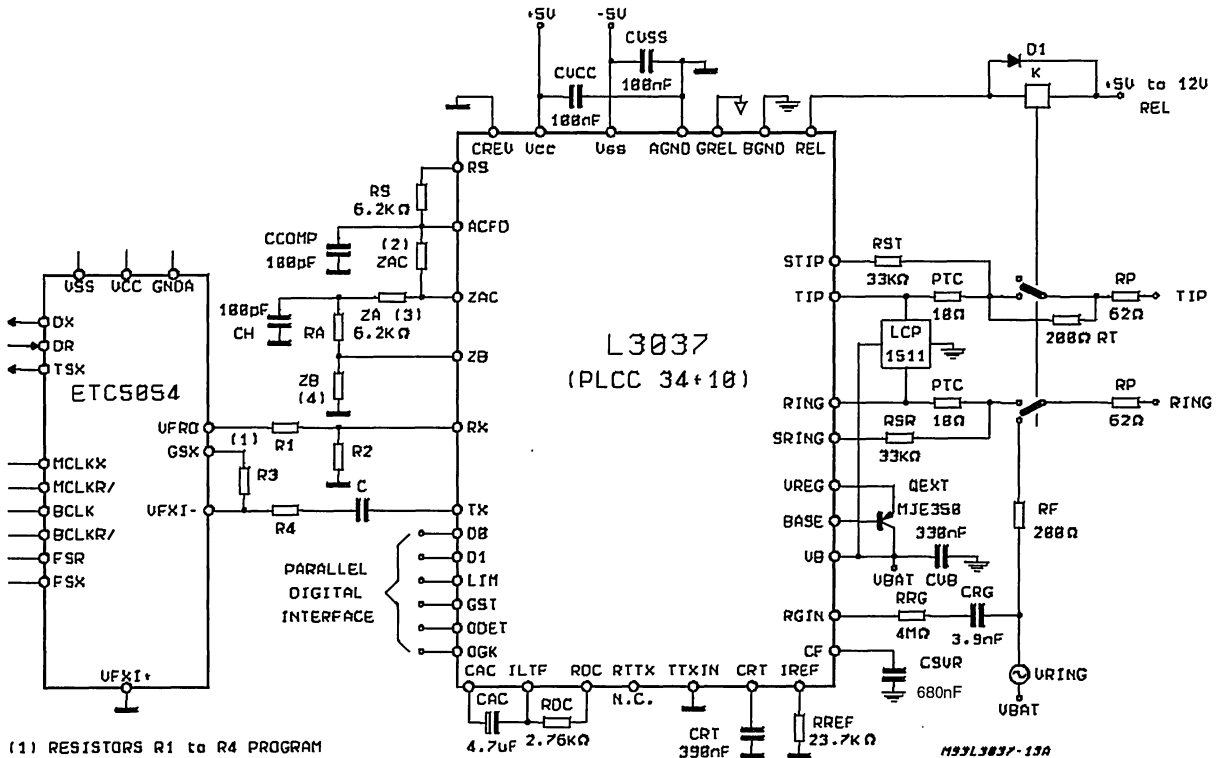 +5V
-5V
CVSS
100nF
CVCC
100nF
D1
K
+5V to 12V
REL
CREV
Vcc
Vss
AGND
GREL
BGND
REL
RS
RS
6.2KΩ
ACFD
CCOMP
100pF
(2)
ZAC
ZAC
100pF
CH
RA
ZA (3)
6.2KΩ
ZB
ZB
(4)
L3037
(PLCC 34+10)
STIP
RST
33KΩ
TIP
PTC
10Ω
RP
62Ω
TIP
200Ω RT
LCP
1511
RING
PTC
10Ω
RP
62Ω
RING
SRING
RSR
33KΩ
VSS
VCC
GNDA
DX
DR
TSX
ETC5054
VFRO
GSX
(1)
R1
R2
RX
R3
MCLKX
MCLKR/
BCLK
BCLKR/
FSR
FSX
VFXI-
R4
C
TX
VFXI+
D0
D1
LIM
GST
ODET
OGK
PARALLEL
DIGITAL
INTERFACE
VREG
QEXT
MJE350
BASE
330nF
VB
VBAT
CVB
RF
200Ω
RGIN
RRG
4MΩ
CRG
3.9nF
CF
CSVR
680nF
VRING
VBAT
CAC
ILTF
RDC
RTTX
N.C.
TTXIN
CRT
IREF
CAC
4.7uF
RDC
2.76KΩ
CRT
390nF
RREF
23.7KΩ
(1) RESISTORS R1 to R4 PROGRAM
M93L3037-13A